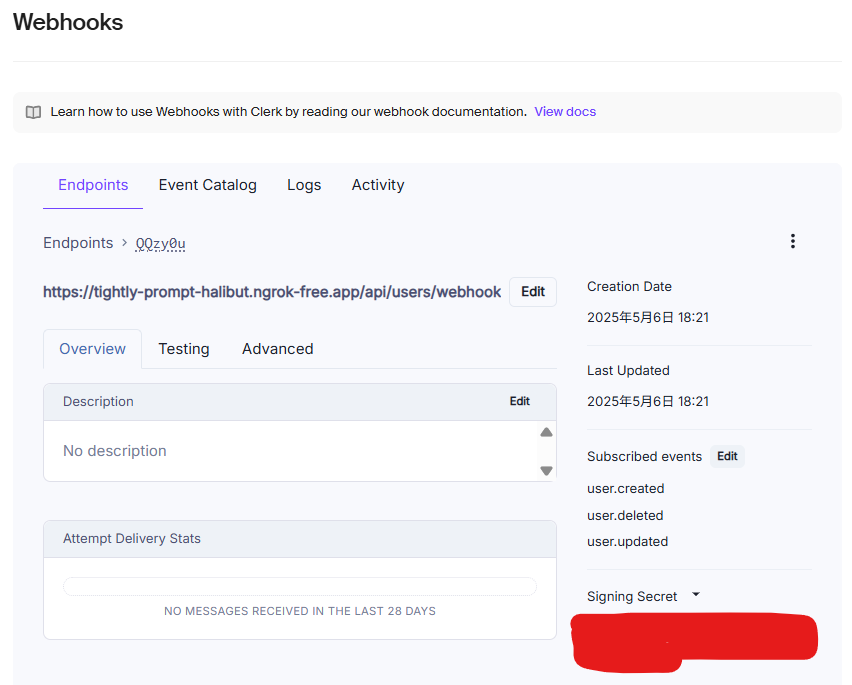 Webhooks
Learn how to use Webhooks with Clerk by reading our webhook documentation. View docs
Endpoints Event Catalog Logs Activity
Endpoints > QQzy0u
https://tightly-prompt-halibut.ngrok-free.app/api/users/webhook Edit
Overview Testing Advanced
Description Edit
No description
Attempt Delivery Stats
NO MESSAGES RECEIVED IN THE LAST 28 DAYS
Creation Date
2025年5月6日 18:21
Last Updated
2025年5月6日 18:21
Subscribed events Edit
user.created
user.deleted
user.updated
Signing Secret